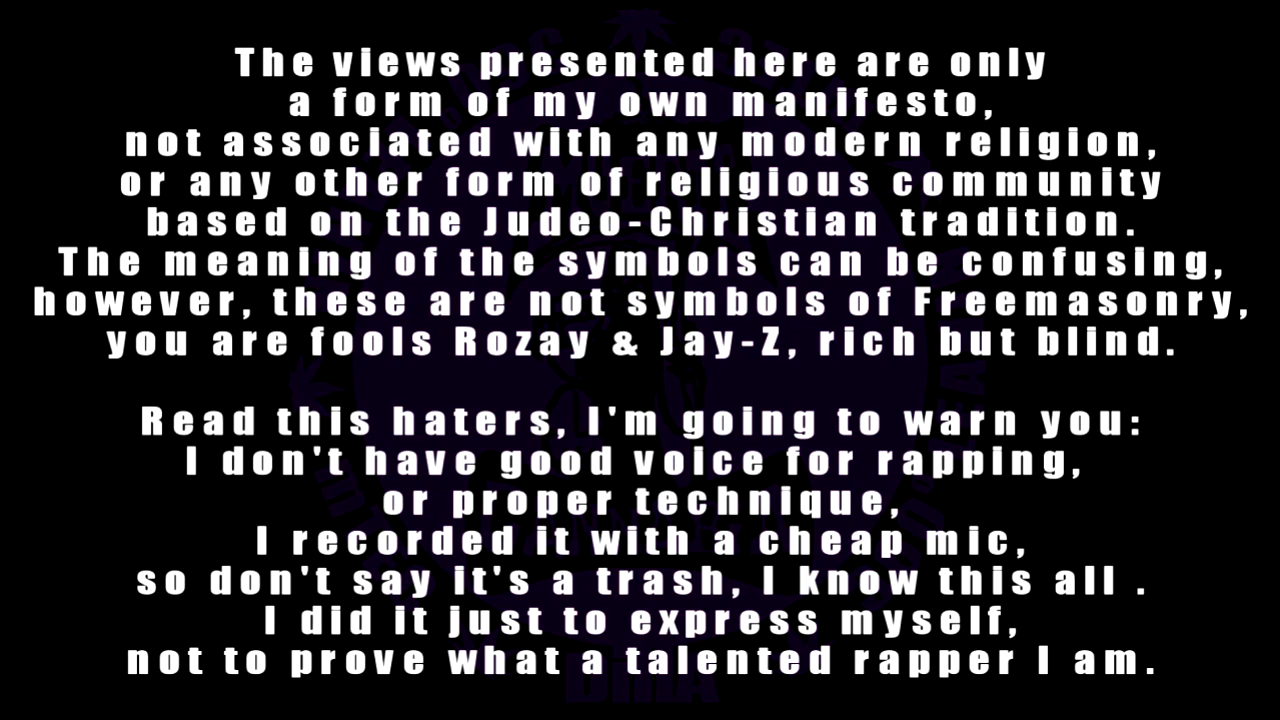 The views presented here are only
a form of my own manifesto,
not associated with any modern religion,
or any other form of religious community
based on the Judeo-Christian tradition.
The meaning of the symbols can be confusing,
however, these are not symbols of Freemasonry,
you are fools Rozay & Jay-Z, rich but blind.
Read this haters, I'm going to warn you:
I don't have good voice for rapping,
or proper technique,
I recorded it with a cheap mic,
so don't say it's a trash, I know this all .
I did it just to express myself,
not to prove what a talented rapper I am.